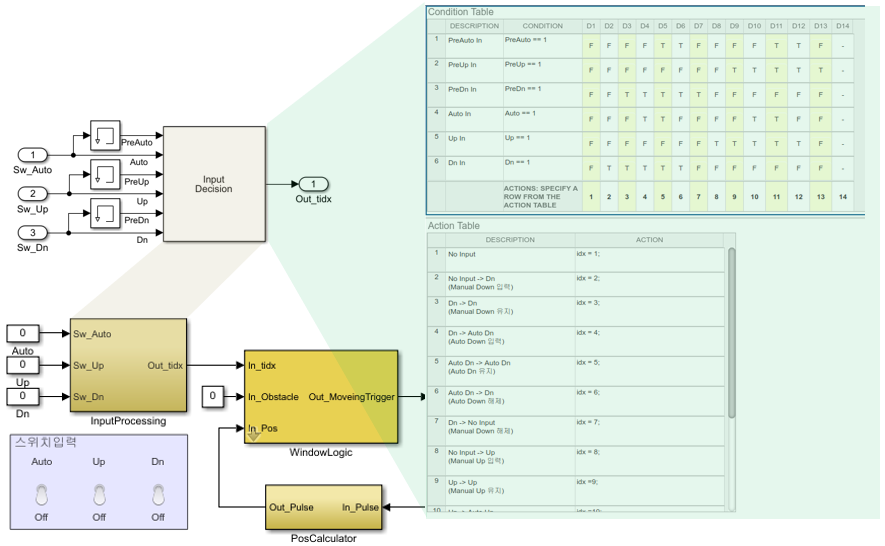 Condition Table
DESCRIPTION CONDITION D1 D2 D3 D4 D5 D6 D7 D8 D9 D10 D11 D12 D13 D14
1 PreAuto In PreAuto == 1 F F F F T T F F F F T T F -
2 PreUp In PreUp == 1 F F F F F F F F T T T T T -
3 PreDn In PreDn == 1 F F T T T T T F F F F F F -
4 Auto In Auto == 1 F F F T T F F F F T T F F -
5 Up In Up == 1 F F F F F F F T T T T T F -
6 Dn In Dn == 1 F T T T T T F F F F F F F -
ACTIONS: SPECIFY A
ROW FROM THE
ACTION TABLE
1 2 3 4 5 6 7 8 9 10 11 12 13 14
Action Table
DESCRIPTION ACTION
1 No Input idx = 1;
2 No Input -> Dn idx = 2;
(Manual Down 입력)
3 Dn -> Dn idx = 3;
(Manual Down 유지)
4 Dn -> Auto Dn idx = 4;
(Auto Down 입력)
5 Auto Dn -> Auto Dn idx = 5;
(Auto Dn 유지)
6 Auto Dn -> Dn idx = 6;
(Auto Down 해제)
7 Dn -> No Input idx = 7;
(Manual Down 해제)
8 No Input -> Up idx = 8;
(Manual Up 입력)
9 Up -> Up idx =9;
(Manual Up 유지)
10 Up -> Auto Up idx =10;
1
Sw_Auto
2
Sw_Up
3
Sw_Dn
PreAuto
Auto
PreUp
Up
PreDn
Dn
Input
Decision
1
Out_tidx
0
Auto
0
Up
0
Dn
Sw_Auto
Sw_Up
Sw_Dn
Out_tidx
InputProcessing
0
In_tidx
In_Obstacle
In_Pos
Out_MoveingTrigger
WindowLogic
Out_Pulse In_Pulse
PosCalculator
스위치입력
Auto Up Dn
Off Off Off